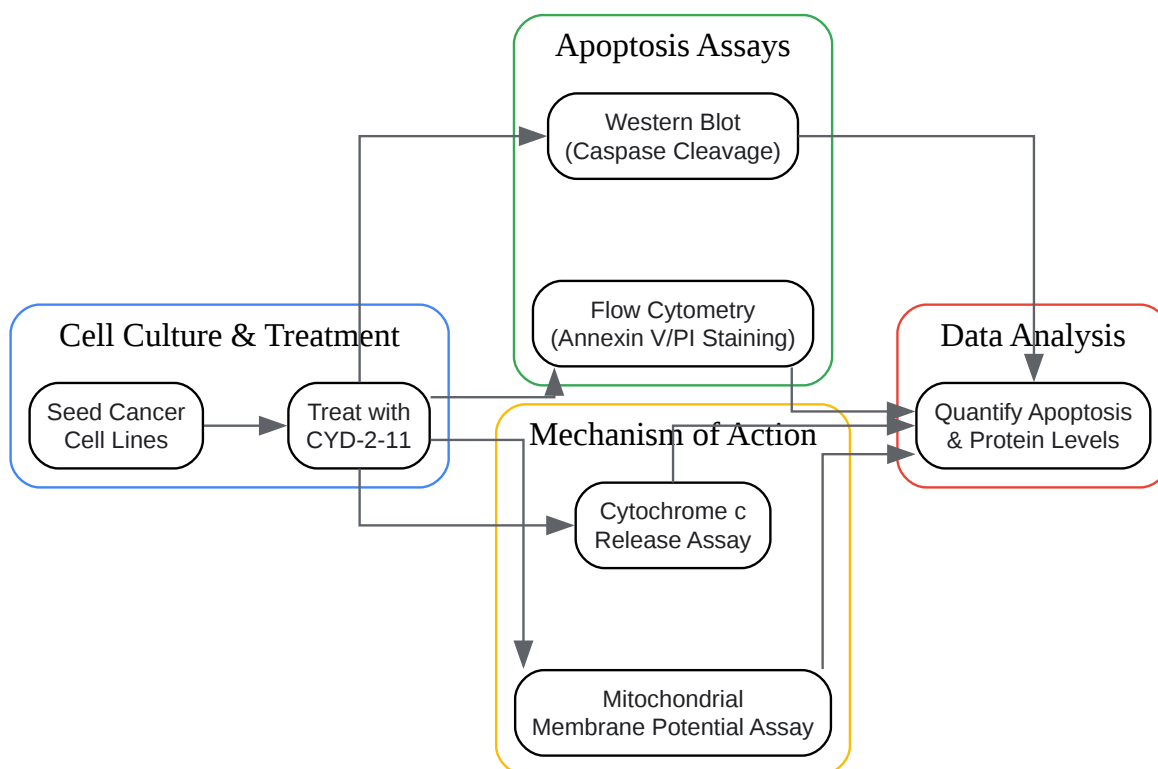 Apoptosis Assays
Western Blot
(Caspase Cleavage)
Flow Cytometry
(Annexin V/PI Staining)
Cell Culture & Treatment
Seed Cancer
Cell Lines
Treat with
CYD-2-11
Mechanism of Action
Cytochrome c
Release Assay
Mitochondrial
Membrane Potential Assay
Data Analysis
Quantify Apoptosis
& Protein Levels